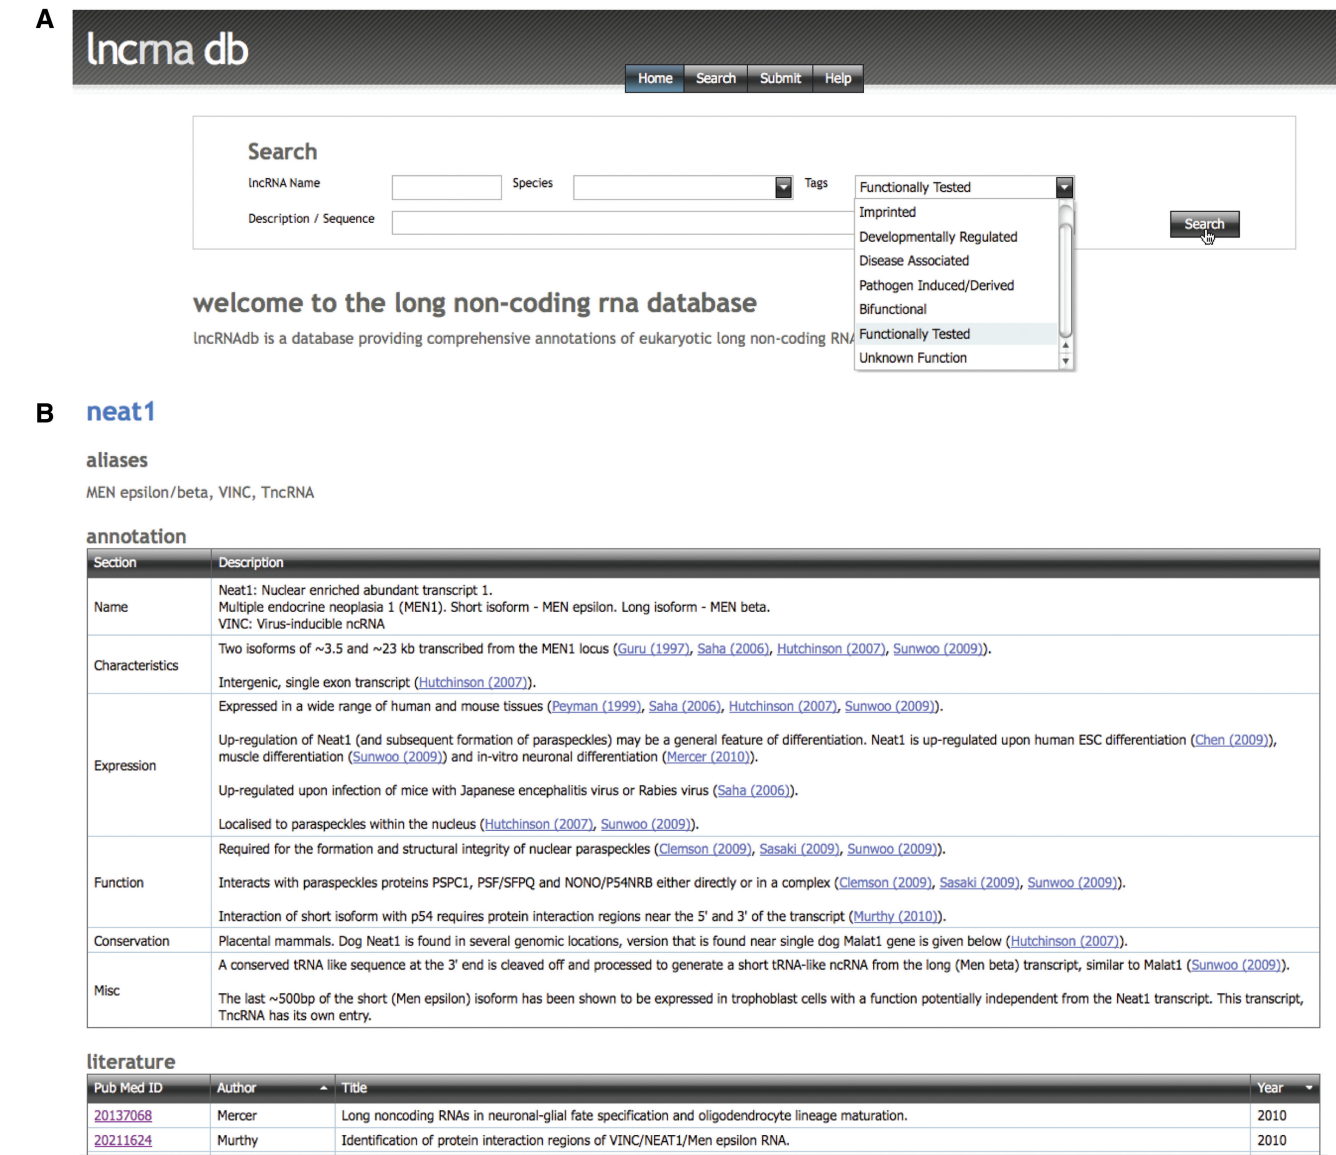 A
lncrna db
Home Search Submit Help
Search
lncRNA Name
Species
Tags
Functionally Tested
Description / Sequence
Imprinted
Developmentally Regulated
Disease Associated
Pathogen Induced/Derived
Bifunctional
Functionally Tested
Unknown Function
Search
welcome to the long non-coding rna database
lncRNAdb is a database providing comprehensive annotations of eukaryotic long non-coding RNA
B
neat1
aliases
MEN epsilon/beta, VINC, TncRNA
annotation
Section Description
Name
Neat1: Nuclear enriched abundant transcript 1.
Multiple endocrine neoplasia 1 (MEN1). Short isoform - MEN epsilon. Long isoform - MEN beta.
VINC: Virus-inducible ncRNA
Characteristics
Two isoforms of ~3.5 and ~23 kb transcribed from the MEN1 locus (Guru (1997), Saha (2006), Hutchinson (2007), Sunwoo (2009)).
Intergenic, single exon transcript (Hutchinson (2007)).
Expression
Expressed in a wide range of human and mouse tissues (Peyman (1999), Saha (2006), Hutchinson (2007), Sunwoo (2009)).
Up-regulation of Neat1 (and subsequent formation of paraspeckles) may be a general feature of differentiation. Neat1 is up-regulated upon human ESC differentiation (Chen (2009)),
muscle differentiation (Sunwoo (2009)) and in-vitro neuronal differentiation (Mercer (2010)).
Up-regulated upon infection of mice with Japanese encephalitis virus or Rabies virus (Saha (2006)).
Localised to paraspeckles within the nucleus (Hutchinson (2007), Sunwoo (2009)).
Function
Required for the formation and structural integrity of nuclear paraspeckles (Clemson (2009), Sasaki (2009), Sunwoo (2009)).
Interacts with paraspeckles proteins PSPC1, PSF/SFPQ and NONO/P54NRB either directly or in a complex (Clemson (2009), Sasaki (2009), Sunwoo (2009)).
Interaction of short isoform with p54 requires protein interaction regions near the 5' and 3' of the transcript (Murthy (2010)).
Conservation
Placental mammals. Dog Neat1 is found in several genomic locations, version that is found near single dog Malat1 gene is given below (Hutchinson (2007)).
Misc
A conserved tRNA like sequence at the 3' end is cleaved off and processed to generate a short tRNA-like ncRNA from the long (Men beta) transcript, similar to Malat1 (Sunwoo (2009)).
The last ~500bp of the short (Men epsilon) isoform has been shown to be expressed in trophoblast cells with a function potentially independent from the Neat1 transcript. This transcript,
TncRNA has its own entry.
literature
Pub Med ID Author Title Year
20137068 Mercer Long noncoding RNAs in neuronal-glial fate specification and oligodendrocyte lineage maturation. 2010
20211624 Murthy Identification of protein interaction regions of VINC/NEAT1/Men epsilon RNA. 2010